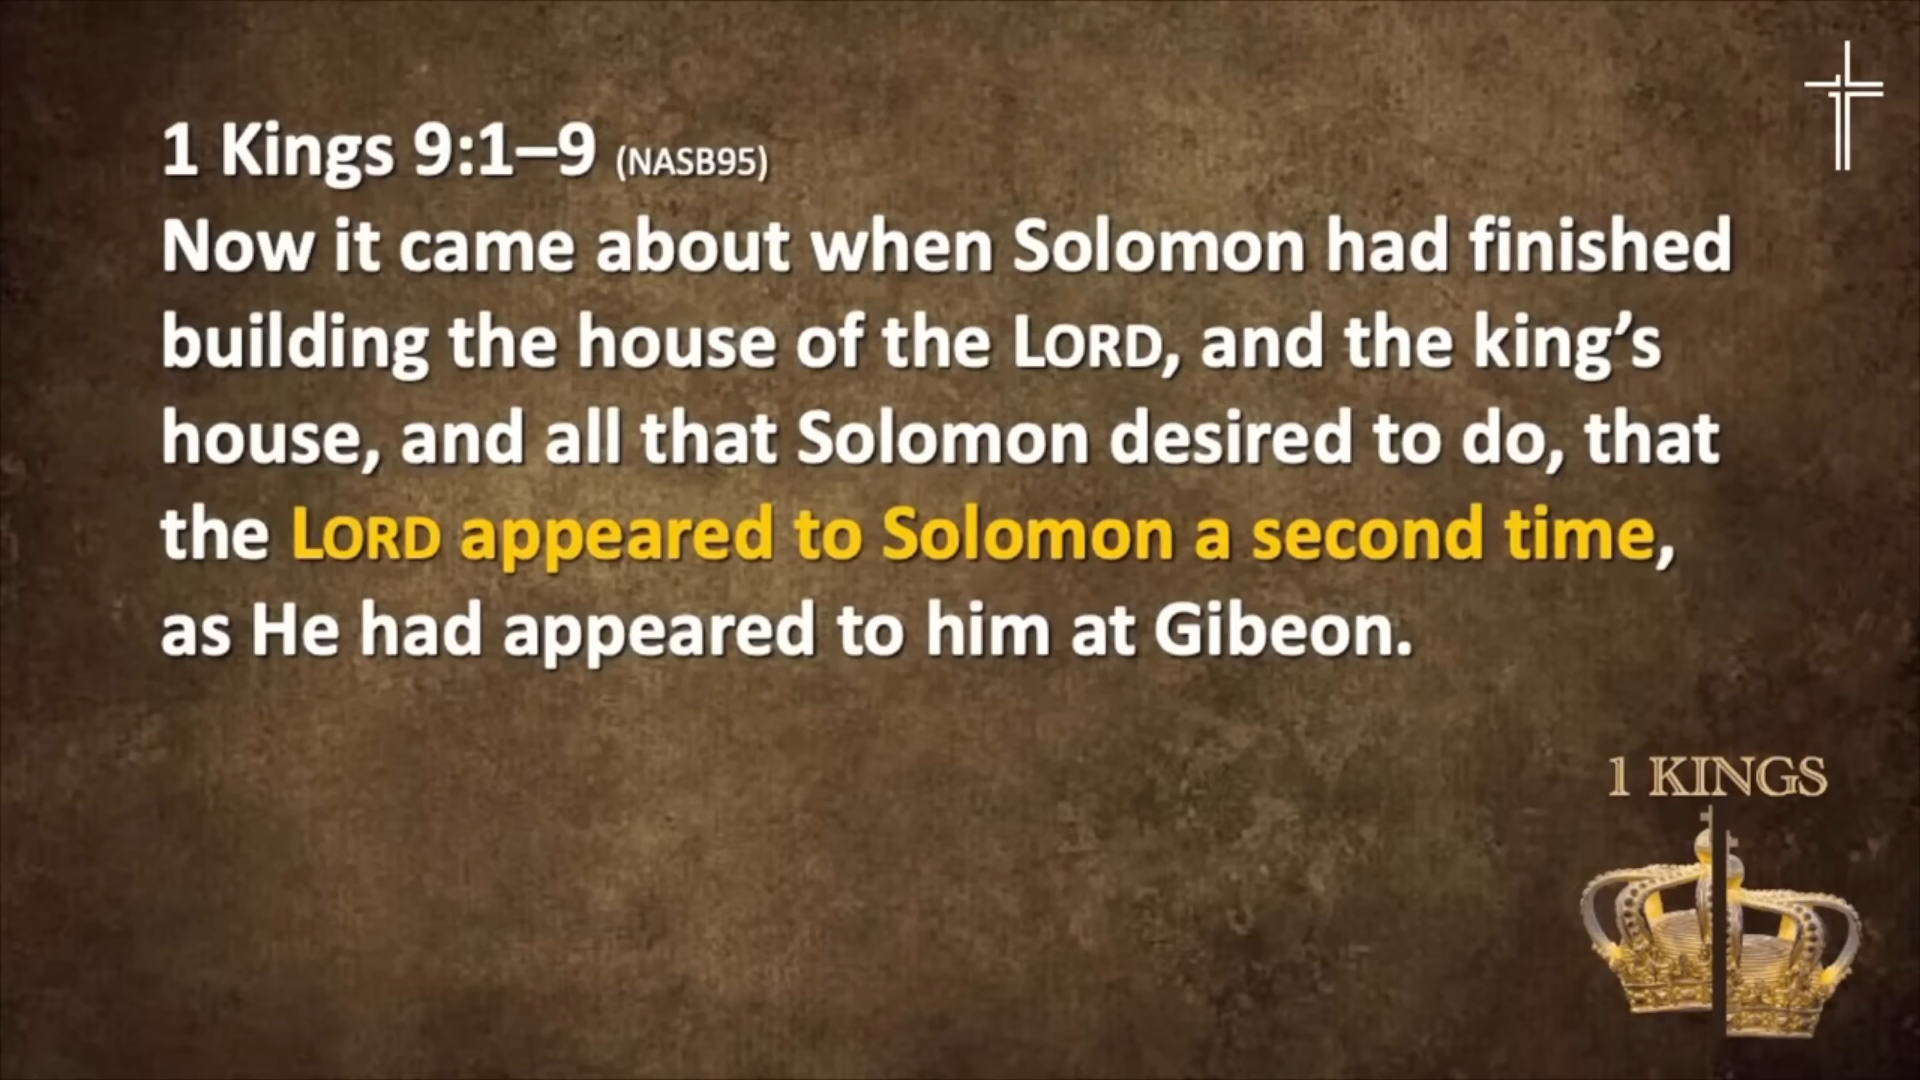 1 Kings 9:1–9 (NASB95)
Now it came about when Solomon had finished
building the house of the LORD, and the king’s
house, and all that Solomon desired to do, that
the LORD appeared to Solomon a second time,
as He had appeared to him at Gibeon.
1 KINGS